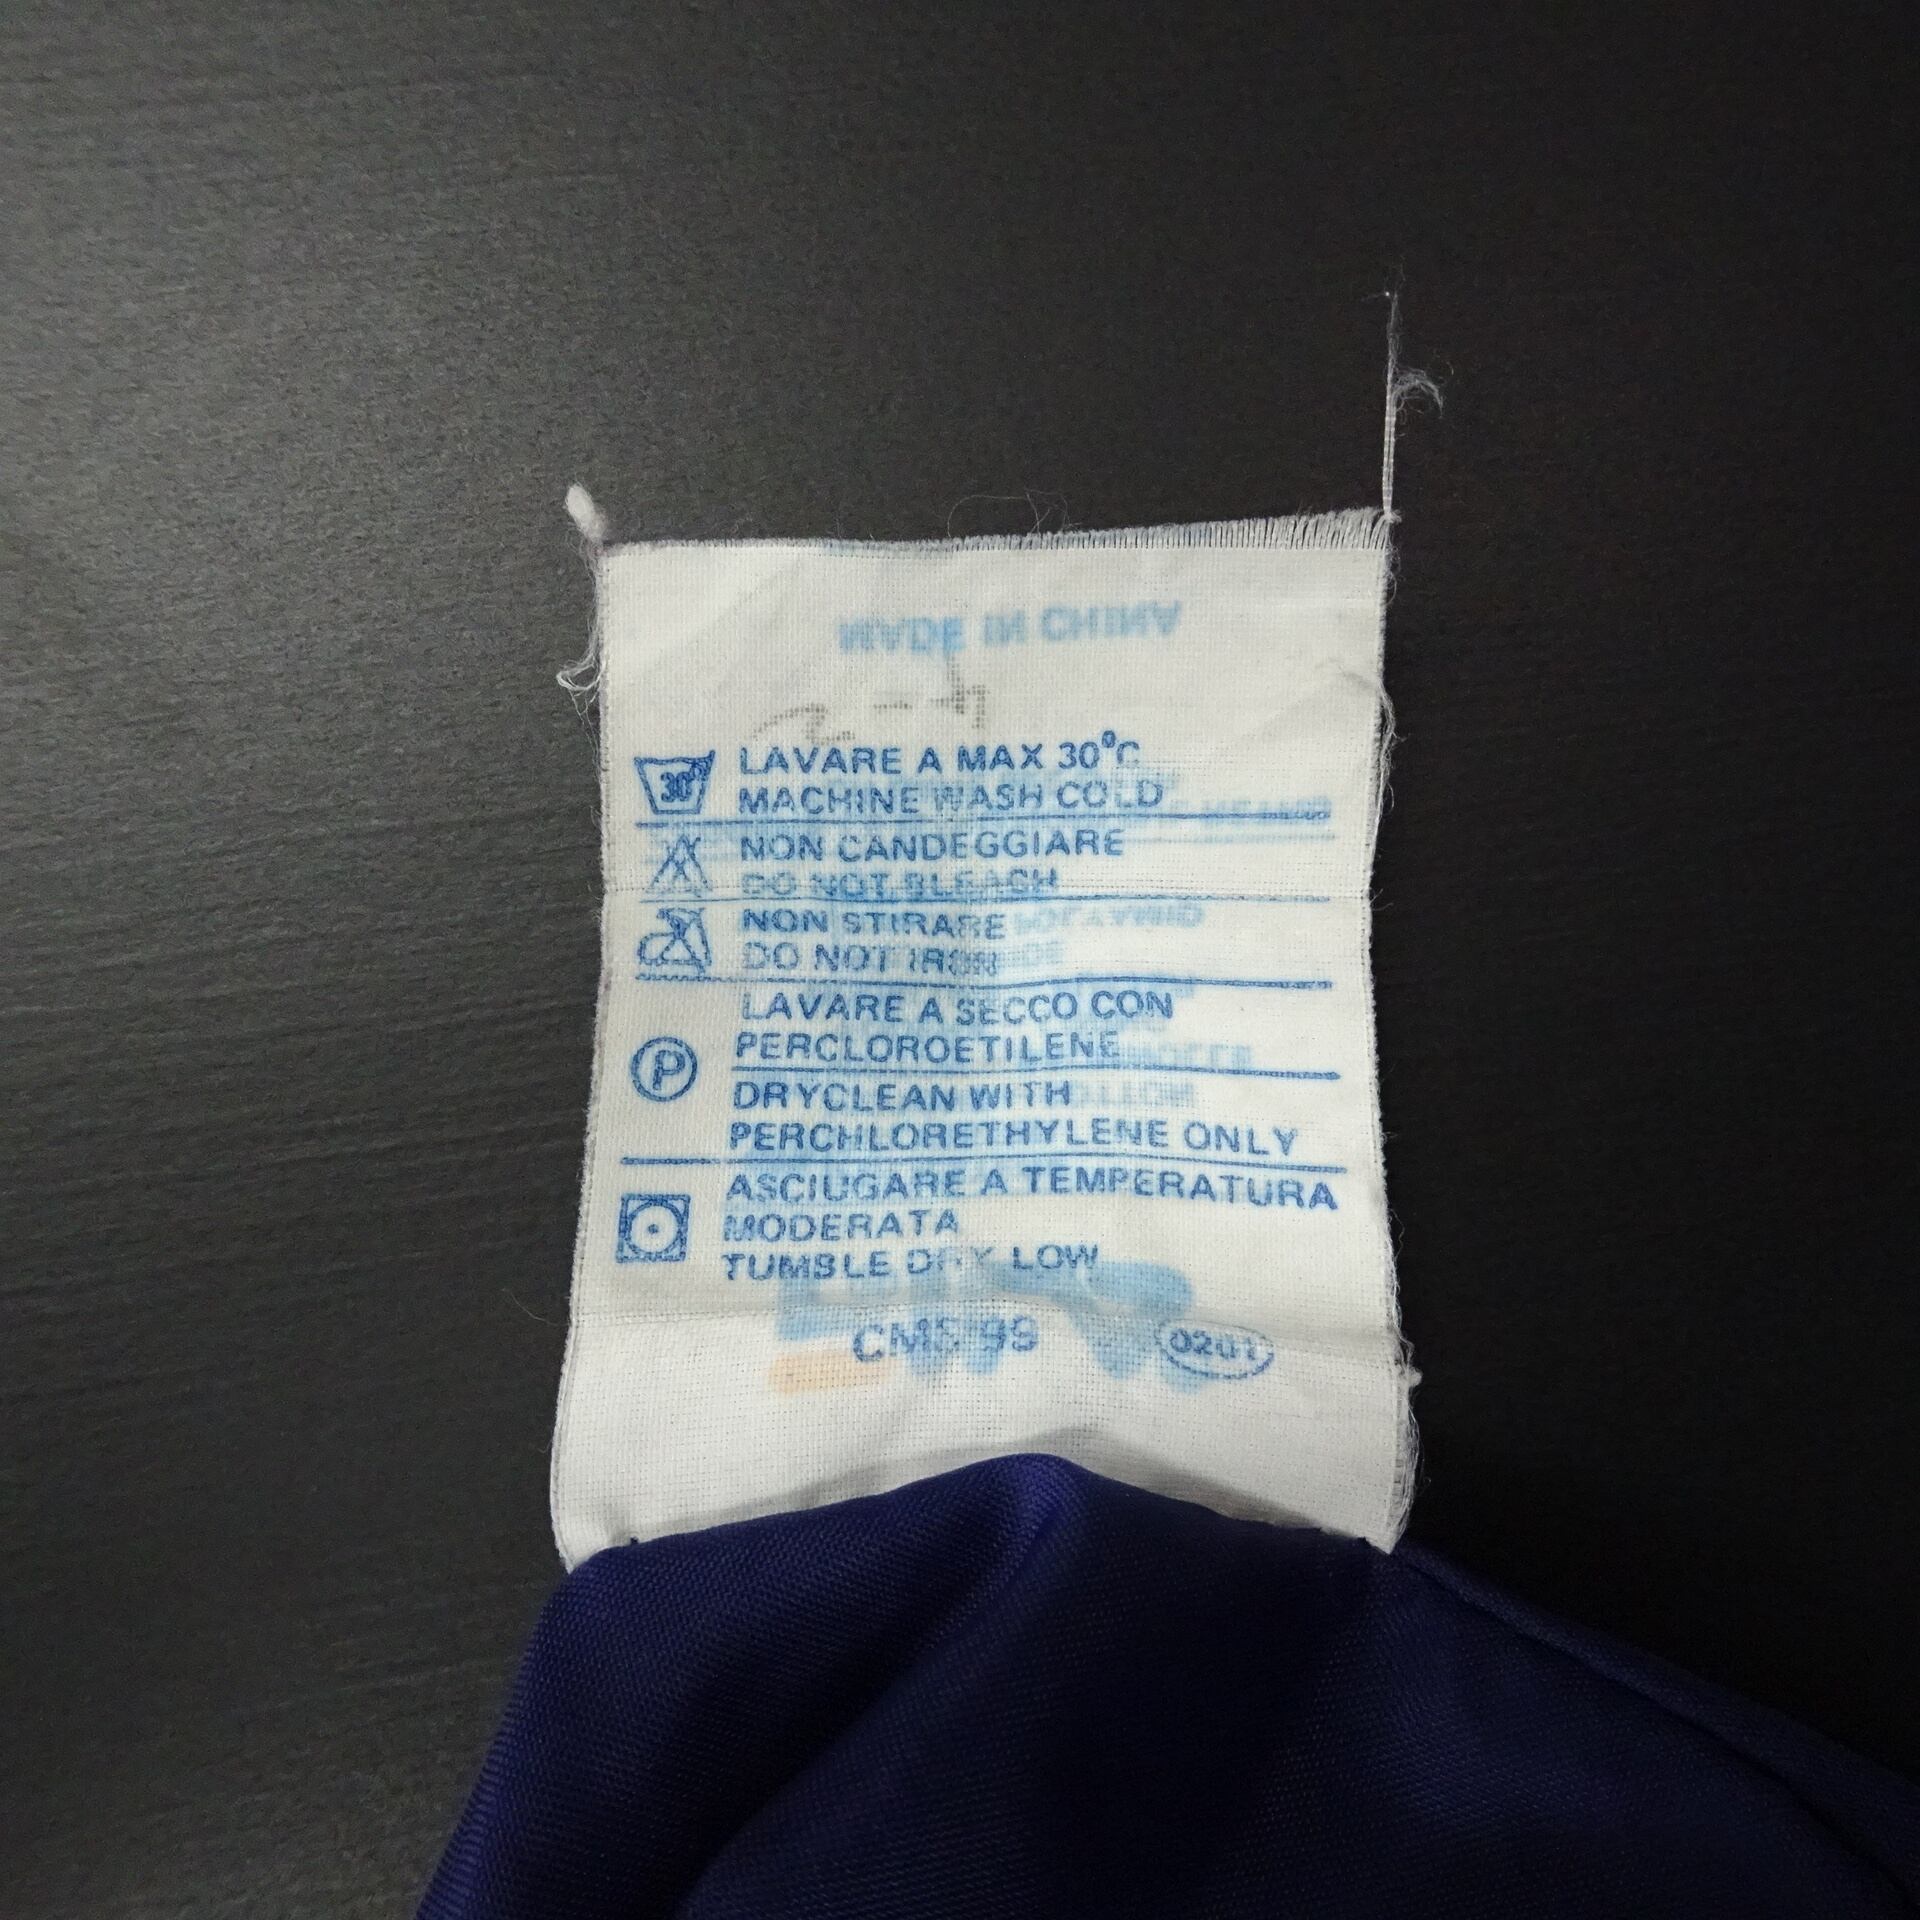 MADE IN CHINA
30°
LAVARE A MAX 30°C
MACHINE WASH COLD
NON CANDEGGIARE
DO NOT BLEACH
NON STIRARE
DO NOT IRON
LAVARE A SECCO CON
PERCLOROETILENE
P
DRYCLEAN WITH
PERCHLORETHYLENE ONLY
ASCIUGARE A TEMPERATURA
MODERATA
TUMBLE DRY LOW
0201